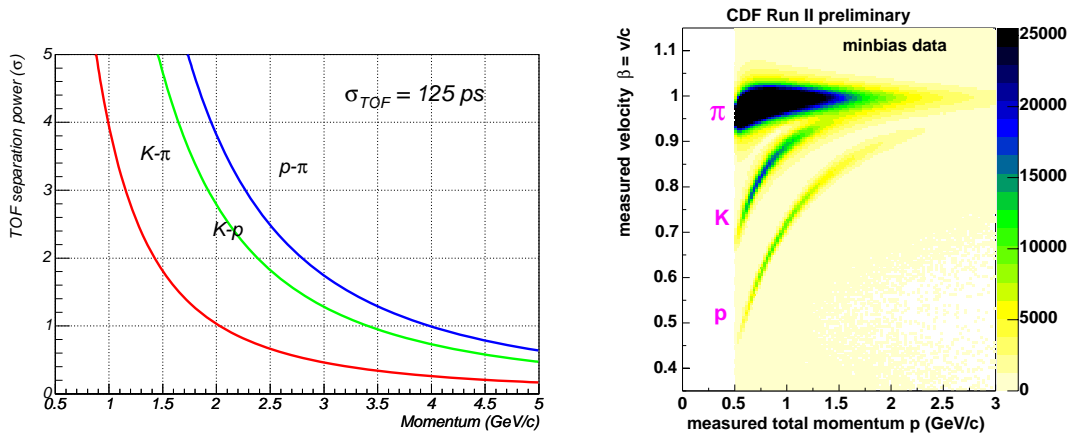 TOF separation power (σ)
5
4
3
2
1
0
σTOF = 125 ps
K-π
p-π
K-p
0.5 1 1.5 2 2.5 3 3.5 4 4.5 5
Momentum (GeV/c)
CDF Run II preliminary
minbias data
measured velocity β = v/c
1.1
1
0.9
0.8
0.7
0.6
0.5
0.4
π
K
p
0 0.5 1 1.5 2 2.5 3
measured total momentum p (GeV/c)
25000
20000
15000
10000
5000
0